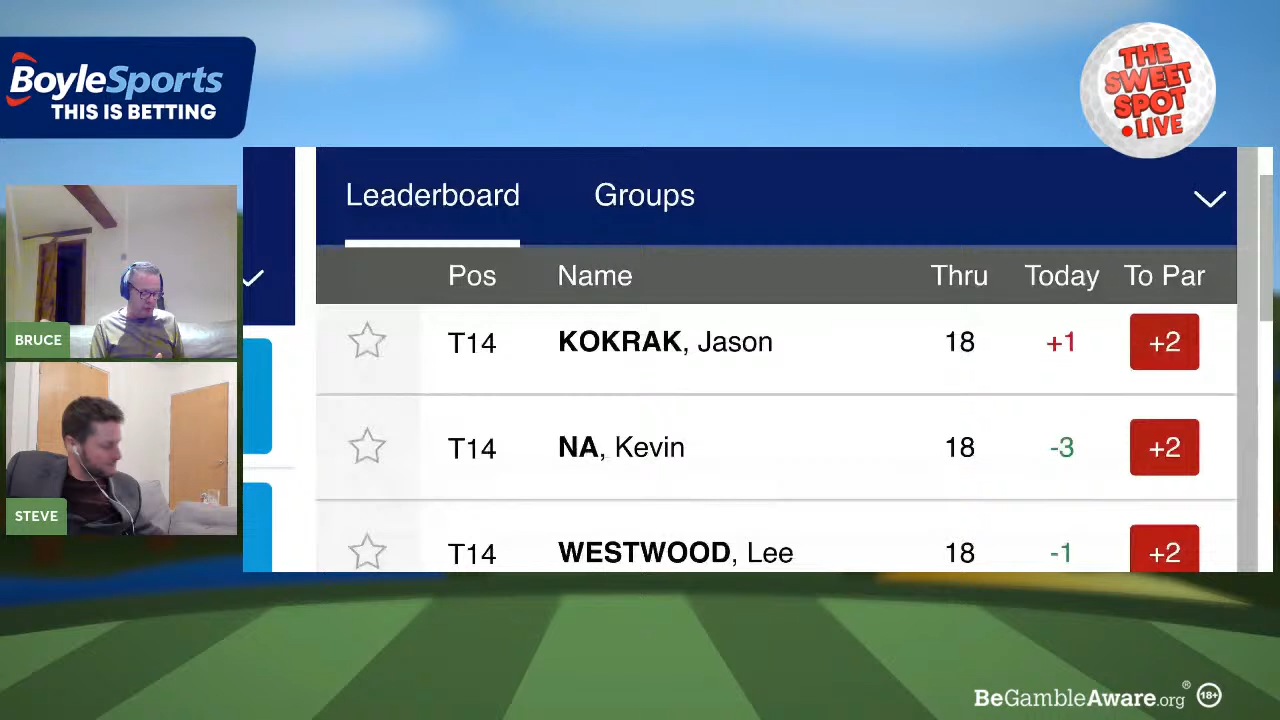 BoyleSports
THIS IS BETTING
THE
SWEET
SPOT
LIVE
Leaderboard Groups
Pos Name Thru Today To Par
T14 KOKRAK, Jason 18 +1 +2
T14 NA, Kevin 18 -3 +2
T14 WESTWOOD, Lee 18 -1 +2
BRUCE
STEVE
BeGambleAware.org® 18+